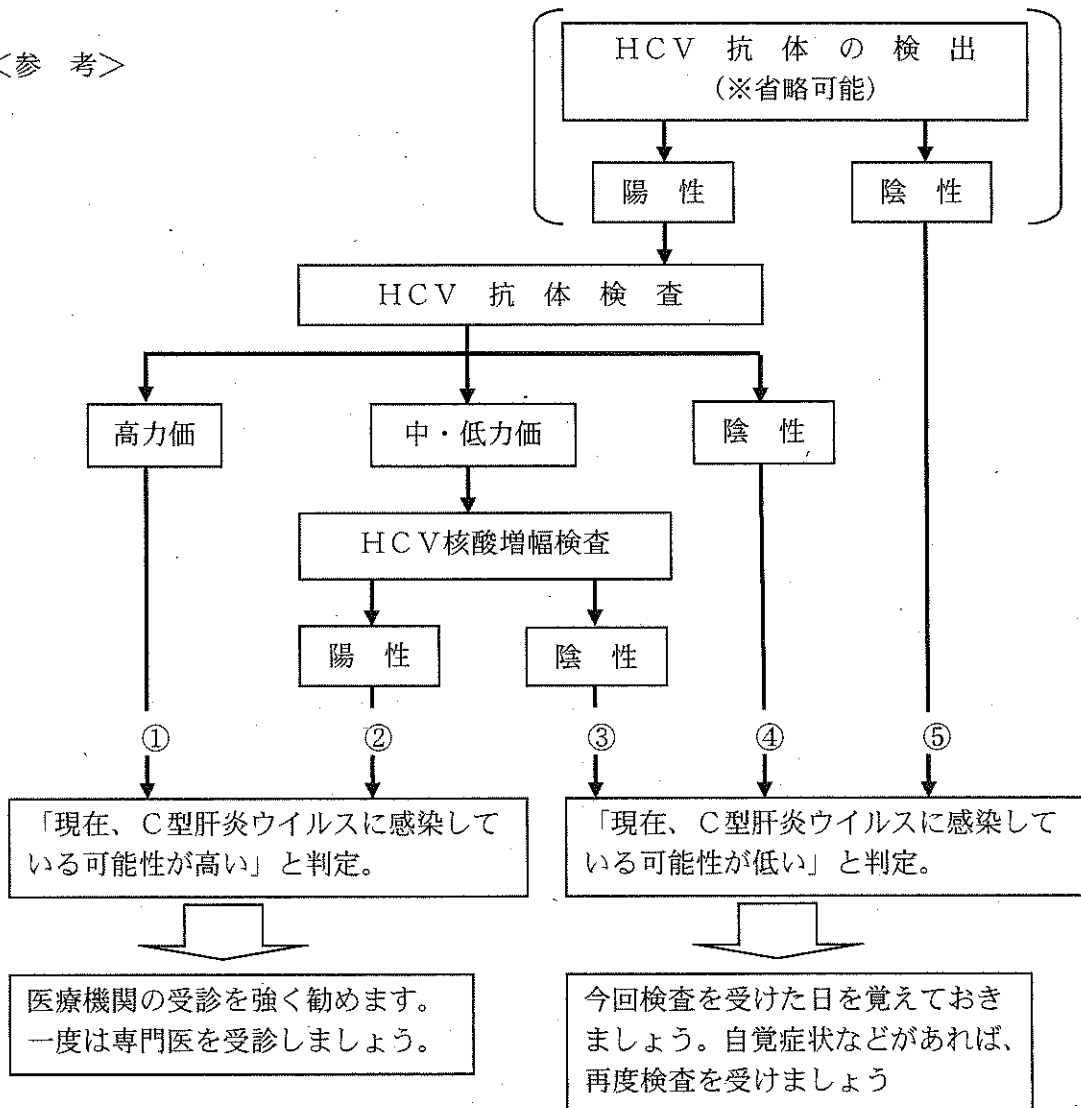 ＜参　考＞
ＨＣＶ　抗　体　の　検　出
（※省略可能）
陽　性
陰　性
ＨＣＶ　抗　体　検　査
高力価
中・低力価
陰　性
ＨＣＶ核酸増幅検査
陽　性
陰　性
①
②
③
④
⑤
「現在、Ｃ型肝炎ウイルスに感染して
いる可能性が高い」と判定。
「現在、Ｃ型肝炎ウイルスに感染して
いる可能性が低い」と判定。
医療機関の受診を強く勧めます。
一度は専門医を受診しましょう。
今回検査を受けた日を覚えておき
ましょう。自覚症状などがあれば、
再度検査を受けましょう